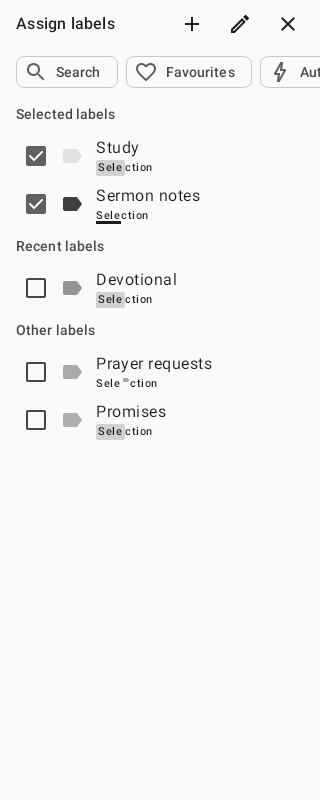 Assign labels
Search
Favourites
Aut
Selected labels
Study
Selection
Sermon notes
Selection
Recent labels
Devotional
Selection
Other labels
Prayer requests
Selection
Promises
Selection